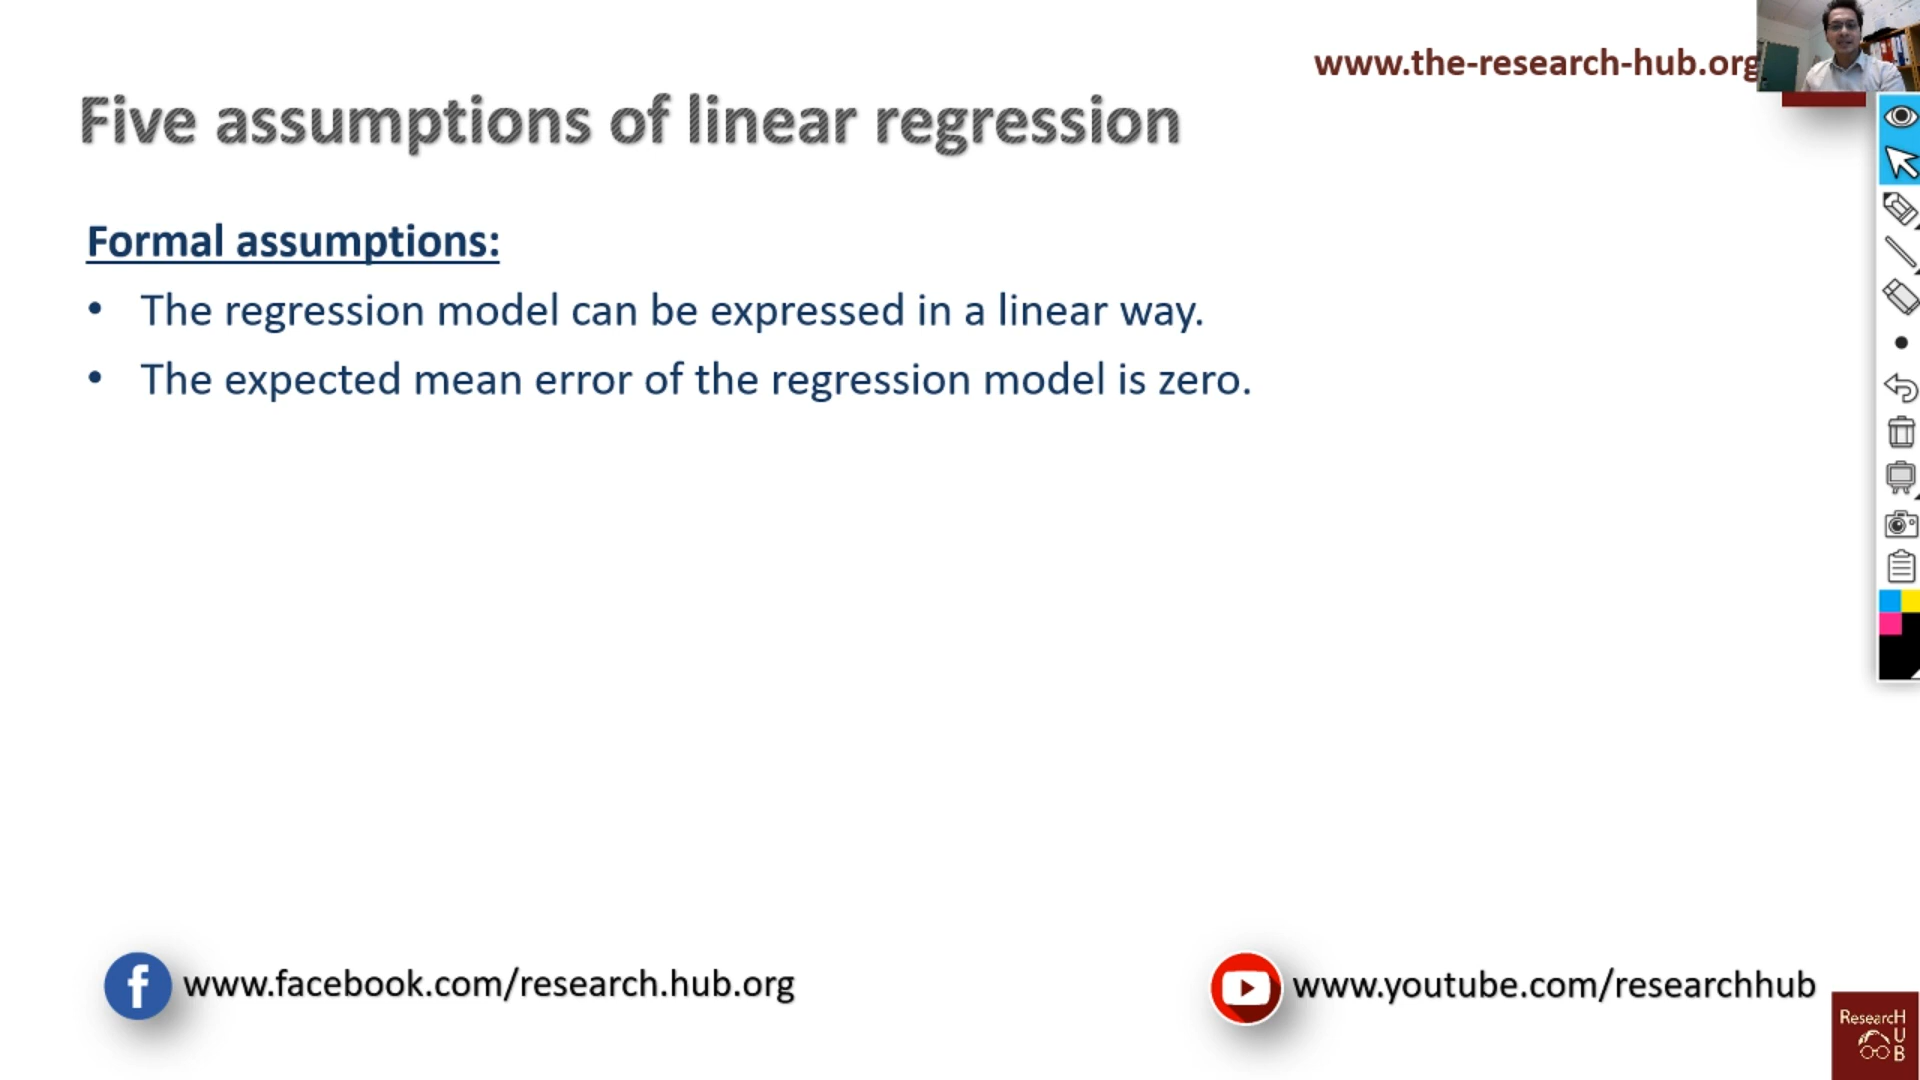 www.the-research-hub.org
Five assumptions of linear regression
Formal assumptions:
• The regression model can be expressed in a linear way.
• The expected mean error of the regression model is zero.
www.facebook.com/research.hub.org
www.youtube.com/researchhub
ResearcH
U
B